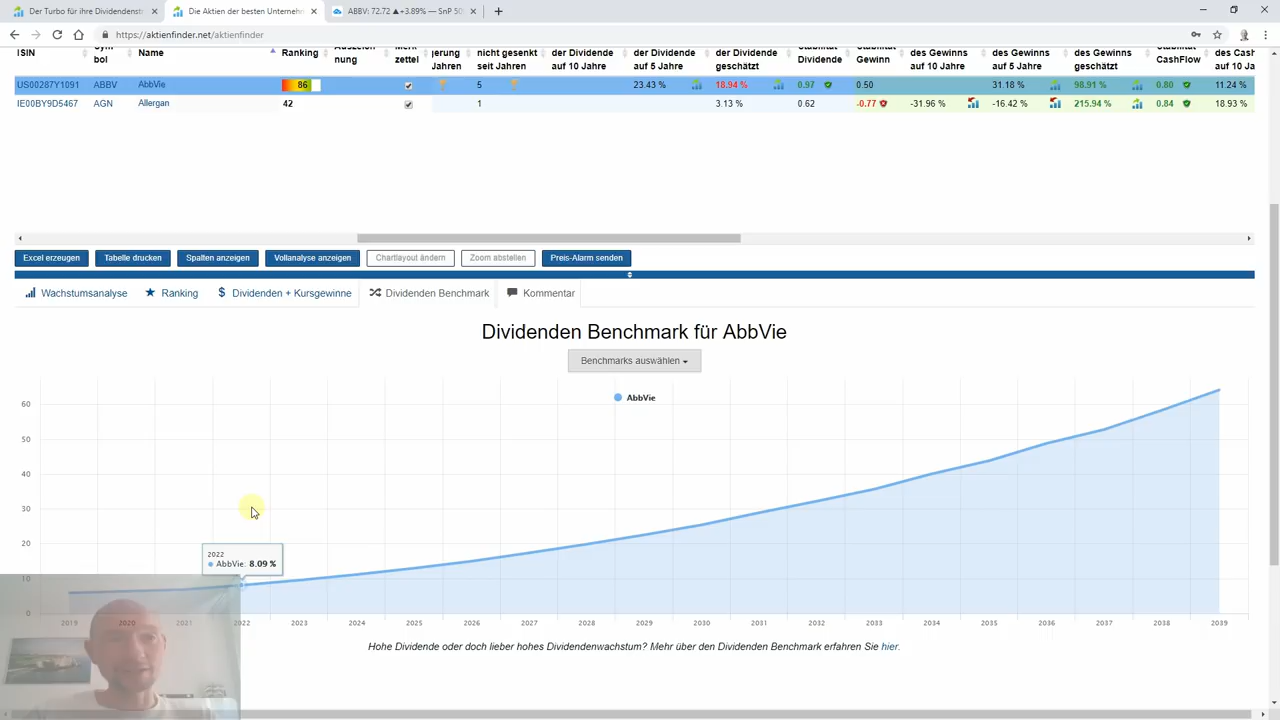 Der Turbo für ihre Dividendenst
Die Aktien der besten Unternehm
ABBV: 72.72 ▲+3.89% — SnP 50
https://aktienfinder.net/aktienfinder
ISIN
bol
Name
Ranking
nung
zettel
Jahren
nicht gesenkt
seit Jahren
der Dividende
auf 10 Jahre
der Dividende
auf 5 Jahre
der Dividende
geschätzt
Dividende
Gewinn
des Gewinns
auf 10 Jahre
des Gewinns
auf 5 Jahre
des Gewinns
geschätzt
CashFlow
des Cash
auf 10 Ja
US00287Y1091 ABBV AbbVie 86 5 23.43 % 18.94 % 0.97 0.50 31.18 % 98.91 % 0.80 11.24 %
IE00BY9D5467 AGN Allergan 42 1 3.13 % 0.62 -0.77 -31.96 % -16.42 % 215.94 % 0.84 18.93 %
Excel erzeugen Tabelle drucken Spalten anzeigen Vollanalyse anzeigen Chartlayout ändern Zoom abstellen Preis-Alarm senden
Wachstumsanalyse Ranking $ Dividenden + Kursgewinne Dividenden Benchmark Kommentar
Dividenden Benchmark für AbbVie
Benchmarks auswählen
AbbVie
60
50
40
30
20
10
0
2022
AbbVie: 8.09 %
2019 2020 2021 2022 2023 2024 2025 2026 2027 2028 2029 2030 2031 2032 2033 2034 2035 2036 2037 2038 2039
Hohe Dividende oder doch lieber hohes Dividendenwachstum? Mehr über den Dividenden Benchmark erfahren Sie hier.